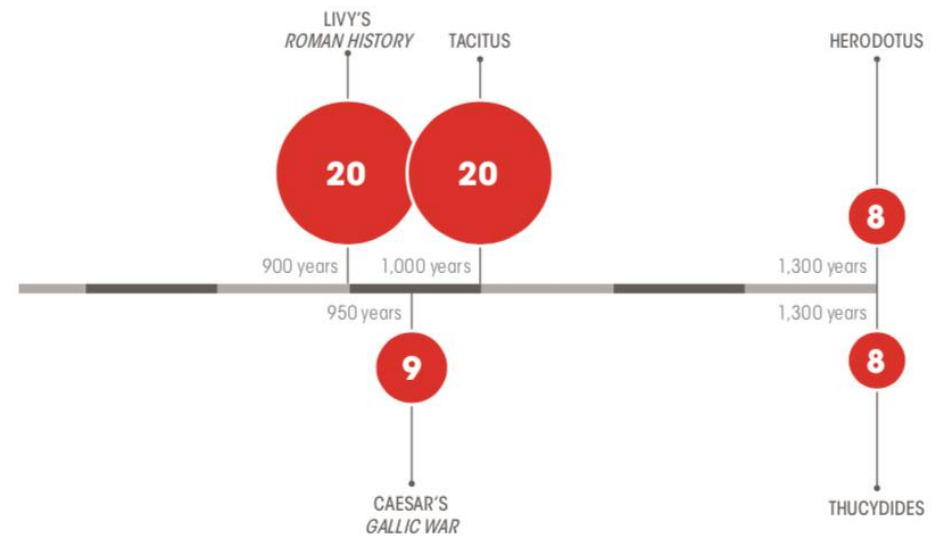 LIVY'S
ROMAN HISTORY
TACITUS
HERODOTUS
20
20
8
900 years
1,000 years
1,300 years
950 years
1,300 years
9
8
CAESAR'S
GALLIC WAR
THUCYDIDES